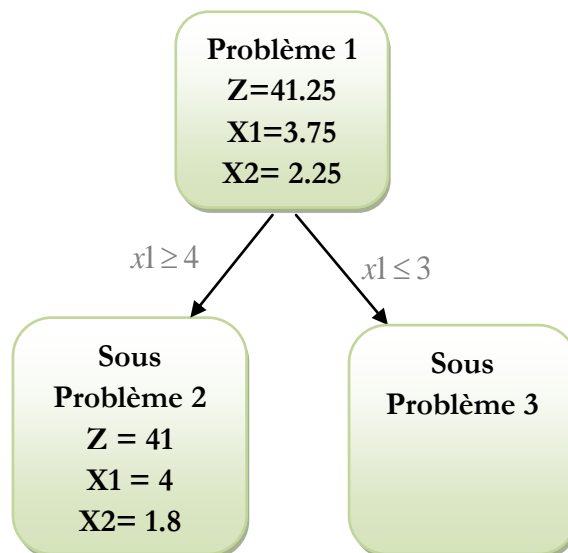 Problème 1
Z=41.25
X1=3.75
X2= 2.25
x1 ≥ 4
x1 ≤ 3
Sous
Problème 2
Z = 41
X1 = 4
X2= 1.8
Sous
Problème 3